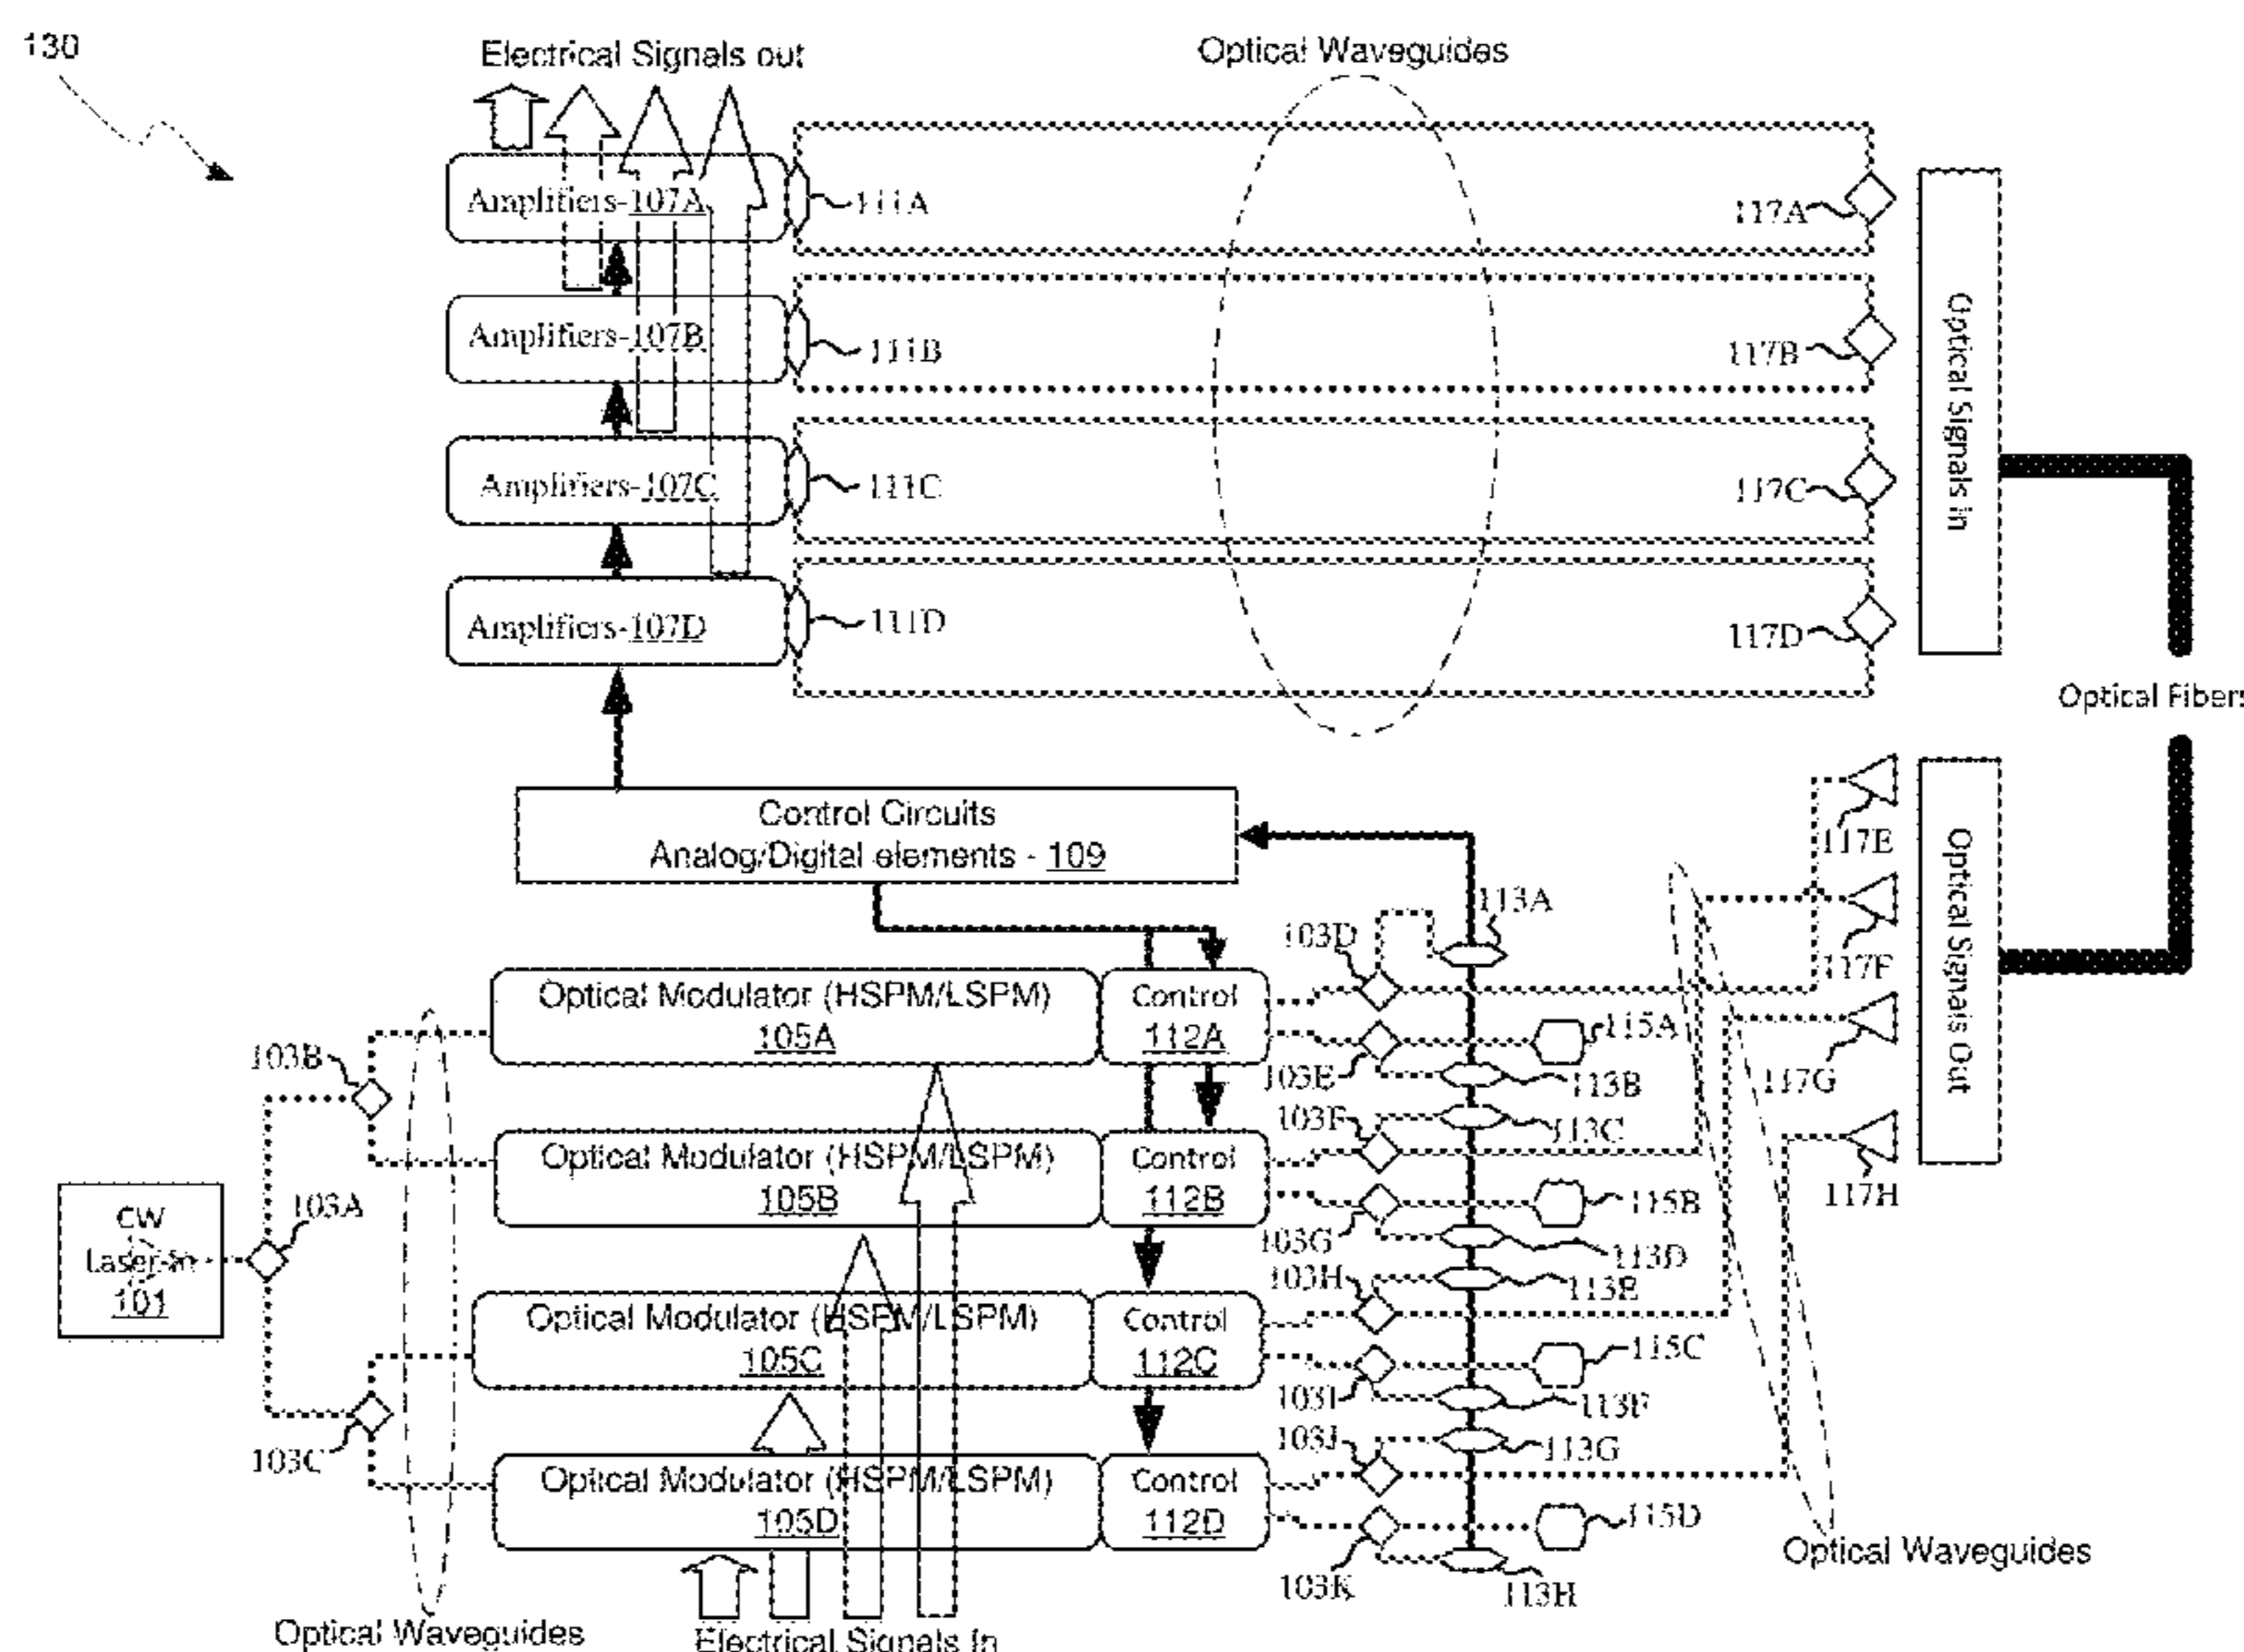 130
Electrical Signals out
Optical Waveguides
Amplifiers-107A
111A
117A
Amplifiers-107B
111B
117B
Amplifiers-107C
111C
117C
Amplifiers-107D
111D
117D
Optical Signals in
Optical Fibers
Control Circuits
Analog/Digital elements - 109
113A
103D
117E
117F
117G
117H
Optical Signals Out
Optical Modulator (HSPM/LSPM)
105A
Control
112A
103E
115A
113B
103B
103F
113C
Optical Modulator (HSPM/LSPM)
105B
Control
112B
103G
115B
113D
CW
Laser-In
101
103A
103H
113E
Optical Modulator (HSPM/LSPM)
105C
Control
112C
103I
115C
113F
103C
103J
113G
Optical Modulator (HSPM/LSPM)
105D
Control
112D
103K
115D
113H
Optical Waveguides
Optical Waveguides
Electrical Signals In